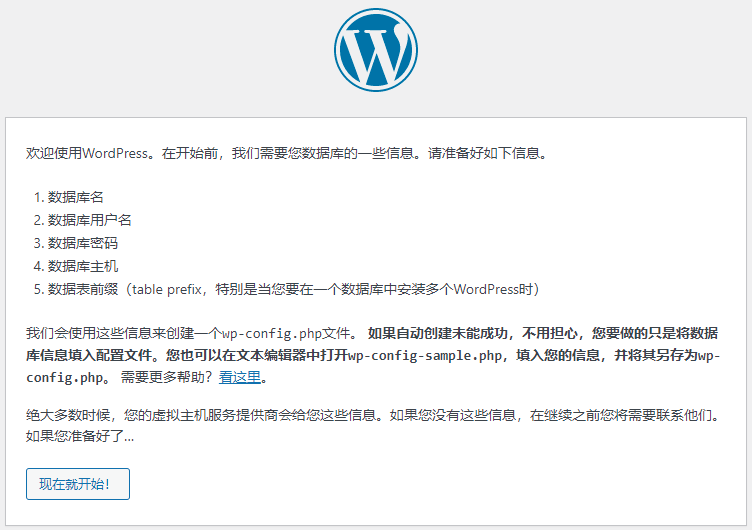 欢迎使用WordPress。在开始前，我们需要您数据库的一些信息。请准备好如下信息。
1. 数据库名
2. 数据库用户名
3. 数据库密码
4. 数据库主机
5. 数据表前缀（table prefix，特别是当您要在一个数据库中安装多个WordPress时）
我们会使用这些信息来创建一个wp-config.php文件。 如果自动创建未能成功，不用担心，您要做的只是将数据
库信息填入配置文件。您也可以在文本编辑器中打开wp-config-sample.php，填入您的信息，并将其另存为wp-
config.php。 需要更多帮助？看这里。
绝大多数时候，您的虚拟主机服务提供商会给您这些信息。如果您没有这些信息，在继续之前您将需要联系他们。
如果您准备好了…
现在就开始！